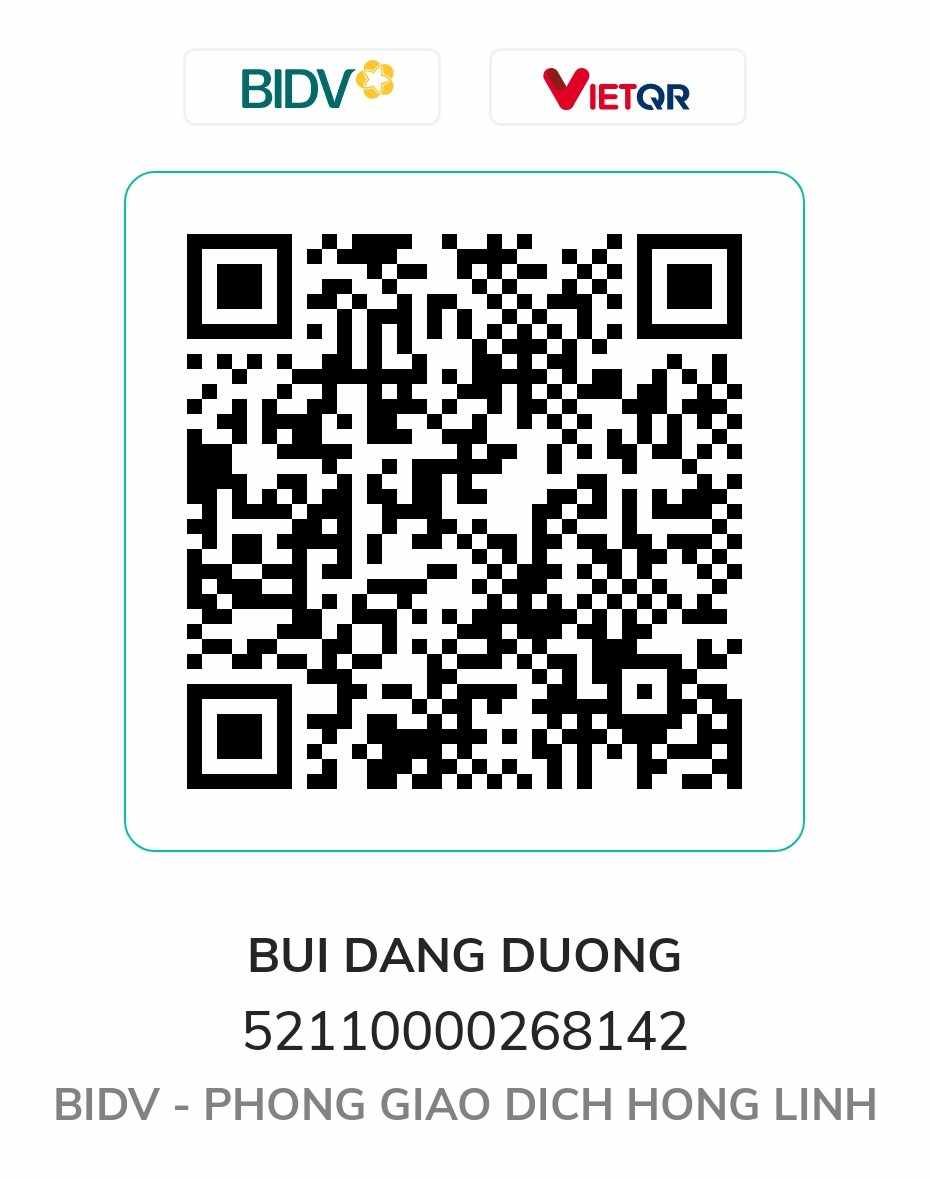 BIDV
VIETQR
BUI DANG DUONG
52110000268142
BIDV - PHONG GIAO DICH HONG LINH